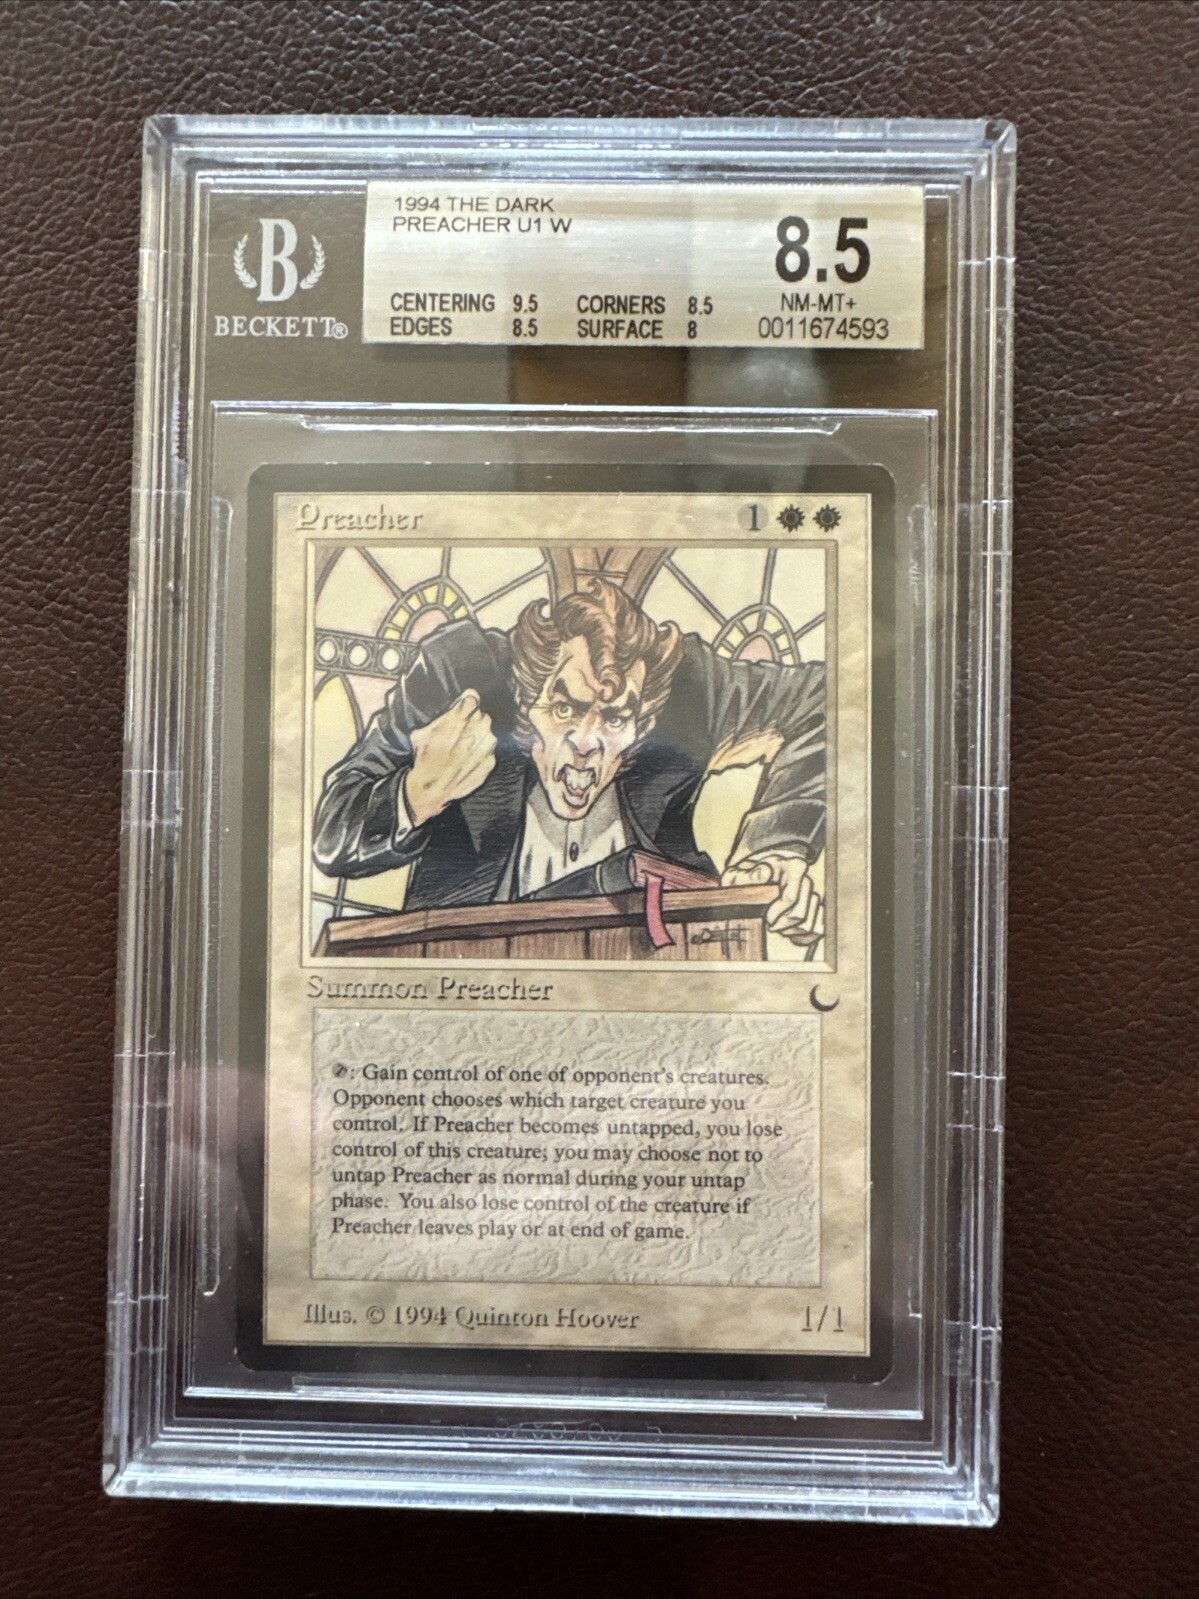 1994 THE DARK
PREACHER U1 W
8.5
B
BECKETT®
CENTERING 9.5 CORNERS 8.5
NM-MT+
EDGES 8.5 SURFACE 8
0011674593
Preacher 1
Summon Preacher
: Gain control of one of opponent's creatures.
Opponent chooses which target creature you
control. If Preacher becomes untapped, you lose
control of this creature; you may choose not to
untap Preacher as normal during your untap
phase. You also lose control of the creature if
Preacher leaves play or at end of game.
Illus. © 1994 Quinton Hoover 1/1